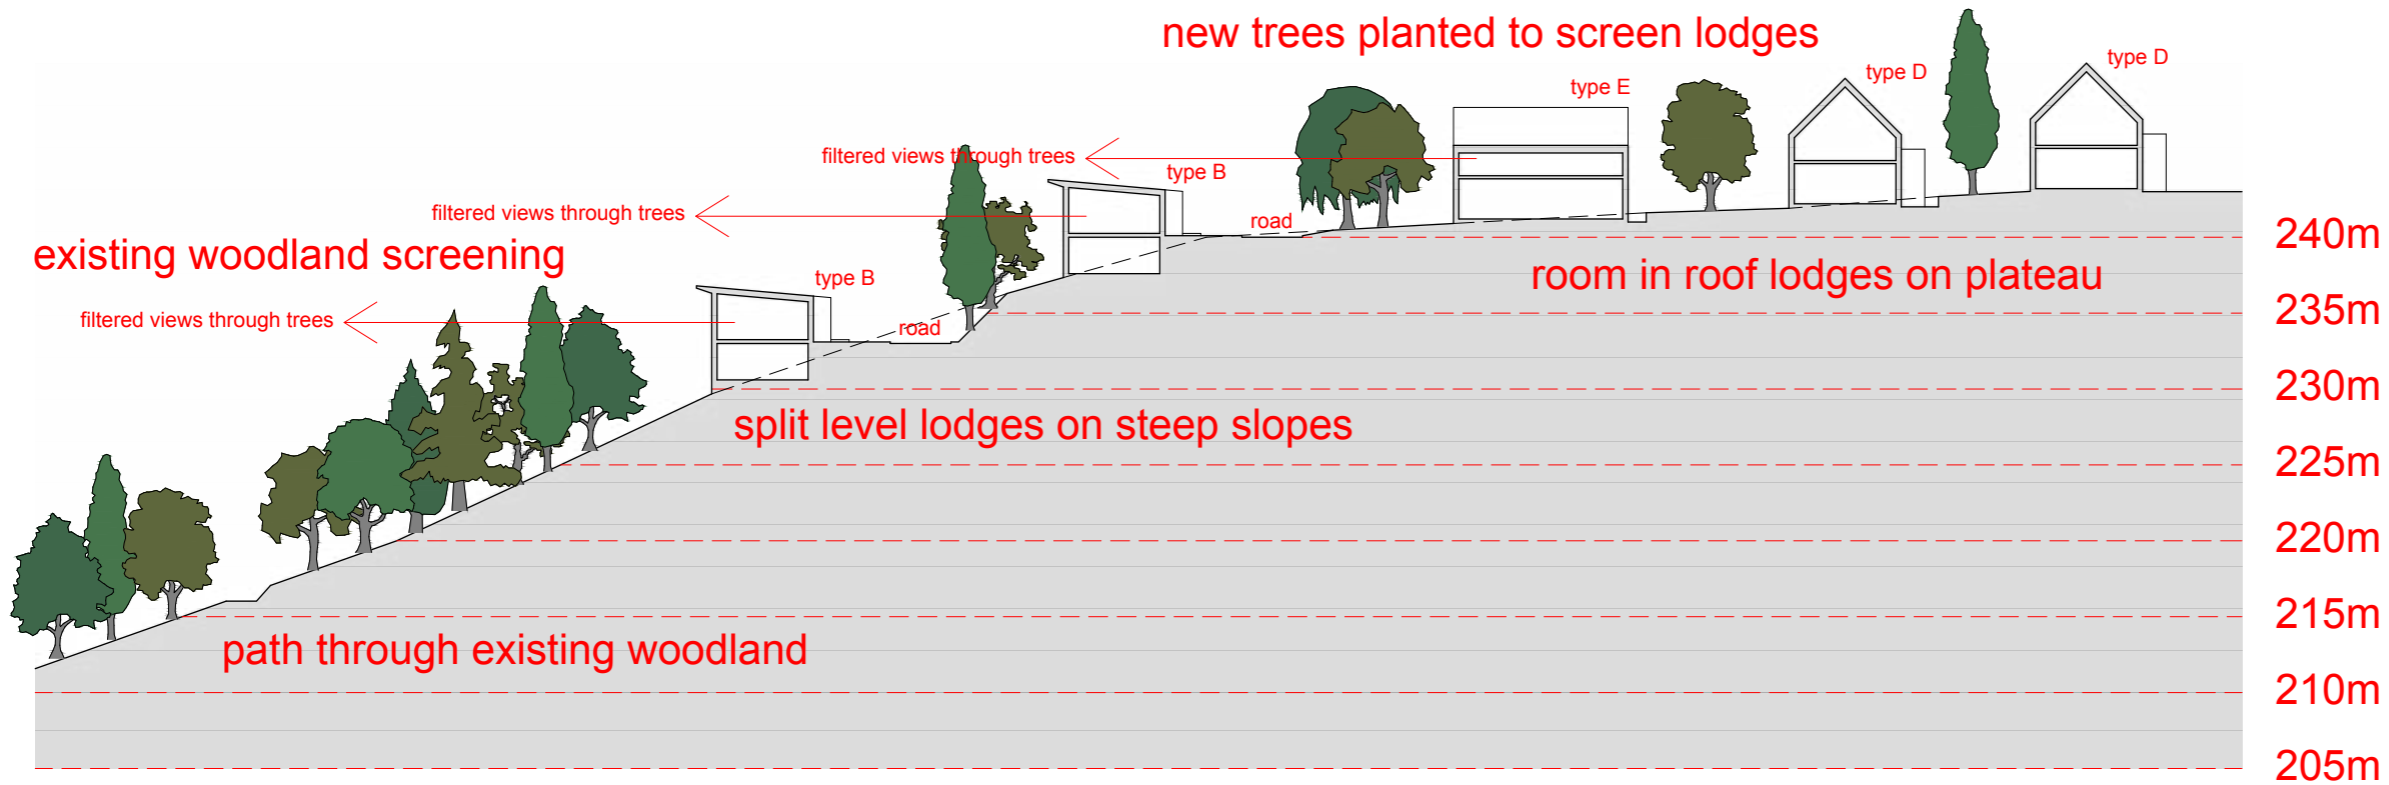 new trees planted to screen lodges
type D
type D
type E
filtered views through trees
type B
filtered views through trees
road
existing woodland screening
type B
filtered views through trees
road
240m
room in roof lodges on plateau
235m
230m
split level lodges on steep slopes
225m
220m
215m
path through existing woodland
210m
205m